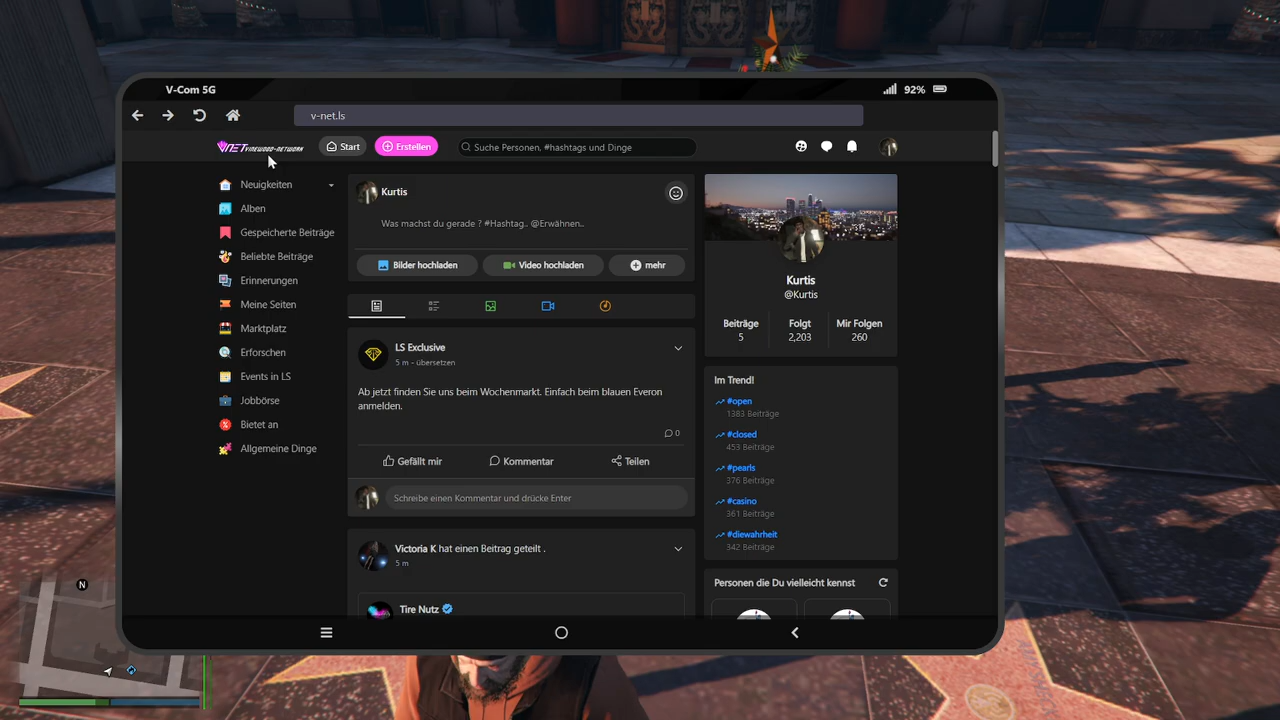 V-Com 5G
92%
v-net.ls
VNET VINEWOOD-NETWORK
Start
Erstellen
Suche Personen, #hashtags und Dinge
Neuigkeiten
Alben
Gespeicherte Beiträge
Beliebte Beiträge
Erinnerungen
Meine Seiten
Marktplatz
Erforschen
Events in LS
Jobbörse
Bietet an
Allgemeine Dinge
Kurtis
Was machst du gerade ? #Hashtag.. @Erwähnen..
Bilder hochladen
Video hochladen
mehr
LS Exclusive
5 m - übersetzen
Ab jetzt finden Sie uns beim Wochenmarkt. Einfach beim blauen Everon
anmelden.
0
Gefällt mir
Kommentar
Teilen
Schreibe einen Kommentar und drücke Enter
Victoria K hat einen Beitrag geteilt .
5 m
Tire Nutz
Kurtis
@Kurtis
Beiträge
5
Folgt
2,203
Mir Folgen
260
Im Trend!
#open
1383 Beiträge
#closed
453 Beiträge
#pearls
376 Beiträge
#casino
361 Beiträge
#diewahrheit
342 Beiträge
Personen die Du vielleicht kennst
N